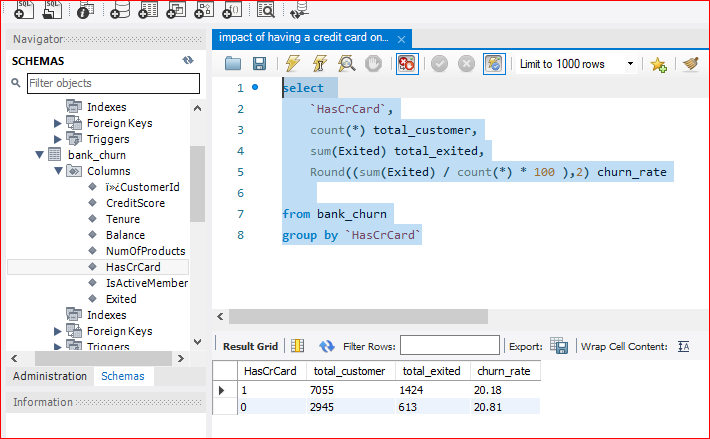 Navigator
SCHEMAS
Filter objects
Indexes
Foreign Keys
Triggers
bank_churn
Columns
ï»¿CustomerId
CreditScore
Tenure
Balance
NumOfProducts
HasCrCard
IsActiveMember
Exited
Indexes
Foreign Keys
Triggers
Administration Schemas
Information
impact of having a credit card on... ×
Limit to 1000 rows
1 select
2 `HasCrCard`,
3 count(*) total_customer,
4 sum(Exited) total_exited,
5 Round((sum(Exited) / count(*) * 100 ),2) churn_rate
6
7 from bank_churn
8 group by `HasCrCard`
Result Grid Filter Rows: Export: Wrap Cell Content:
HasCrCard total_customer total_exited churn_rate
1 7055 1424 20.18
0 2945 613 20.81